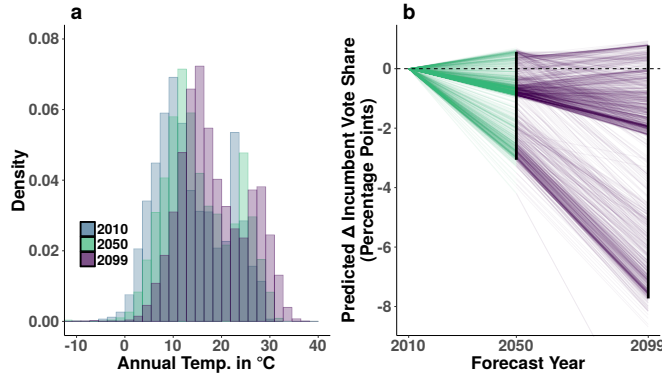 a
0.08
0.06
0.04
0.02
0.00
Density
2010
2050
2099
-10 0 10 20 30 40
Annual Temp. in °C
b
0
-2
-4
-6
-8
Predicted Δ Incumbent Vote Share
(Percentage Points)
2010 2050 2099
Forecast Year